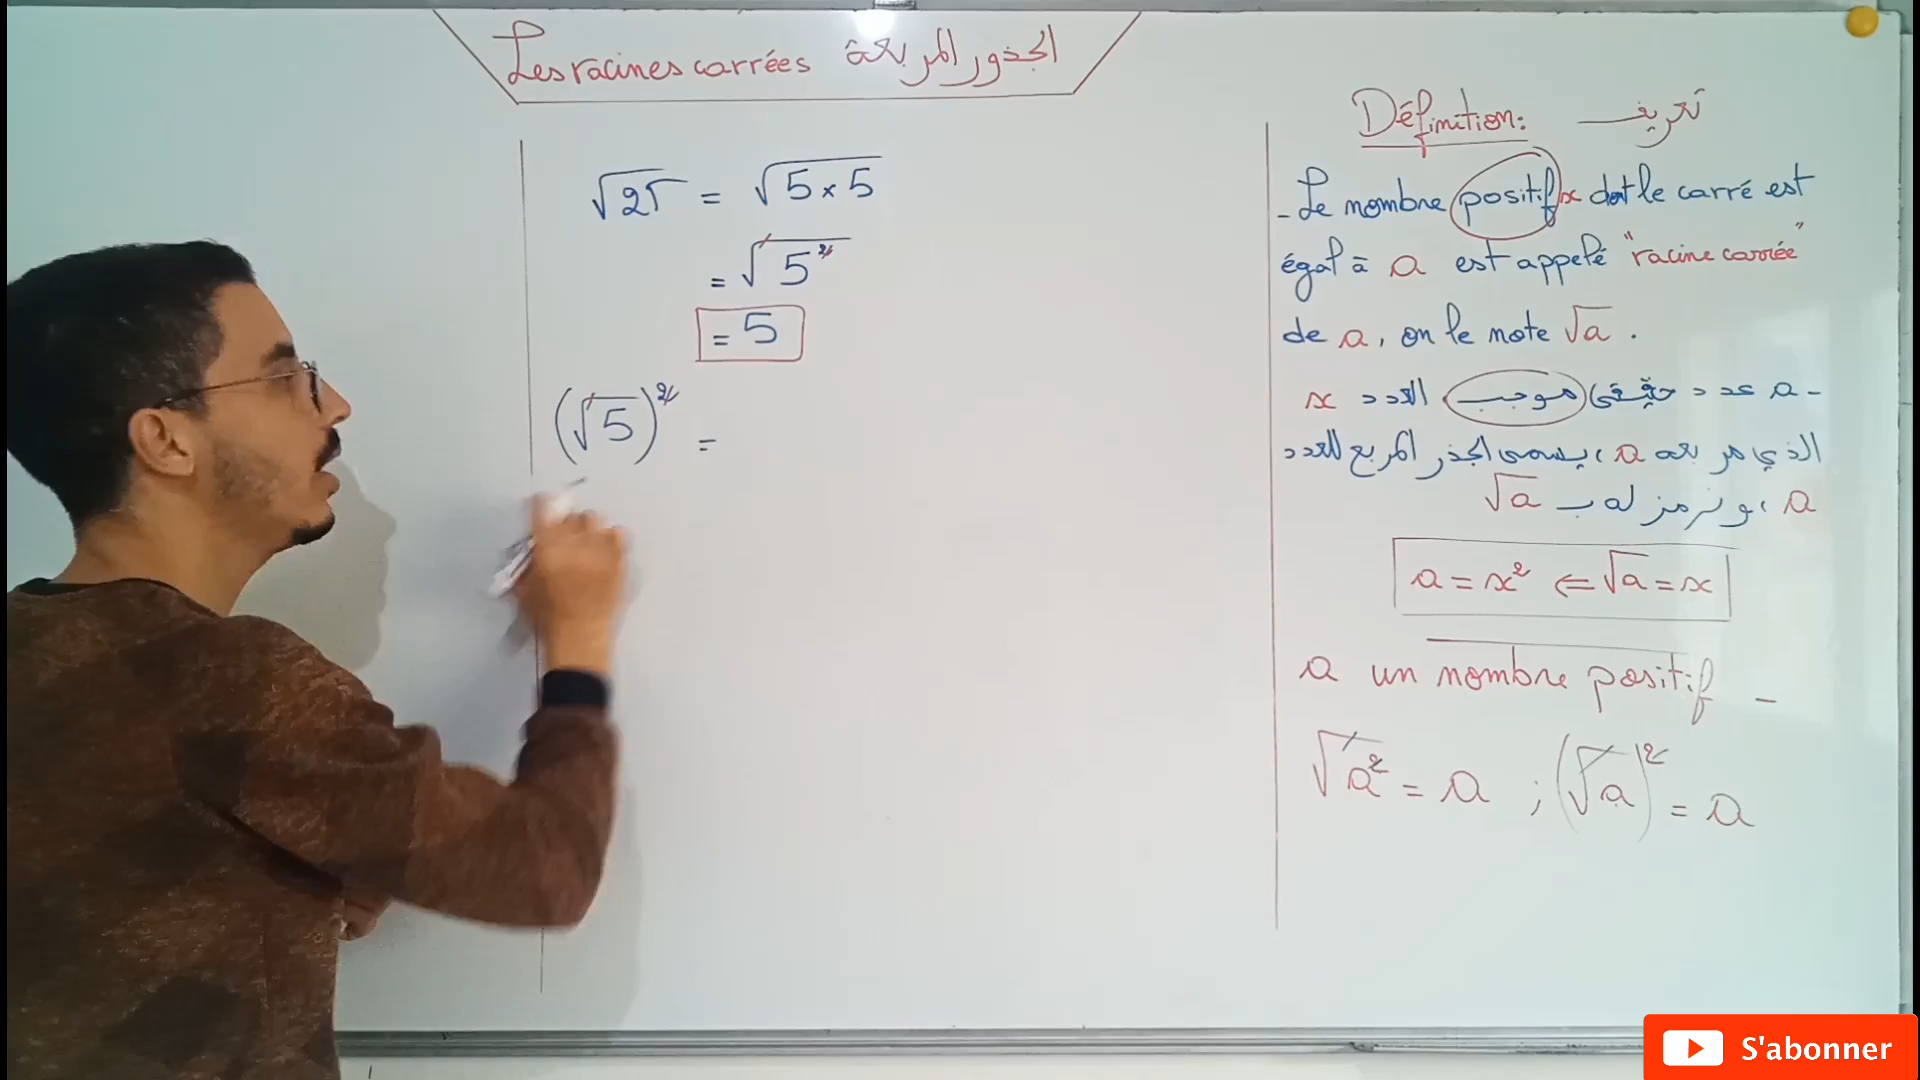 Les racines carrées الجذور المربعة
√25 = √5×5
= √5²
= 5
(√5)² =
Définition: تعريف
- Le nombre positif x dont le carré est
égal à a est appelé "racine carrée"
de a, on le note √a.
- a عدد حقيقي موجب، العدد x
الذي مربعه a، يسمى الجذر المربع للعدد
a، ونرمز له ب √a
a = x² ⇐ √a = x
a un nombre positif -
√a² = a ; (√a)² = a
S'abonner